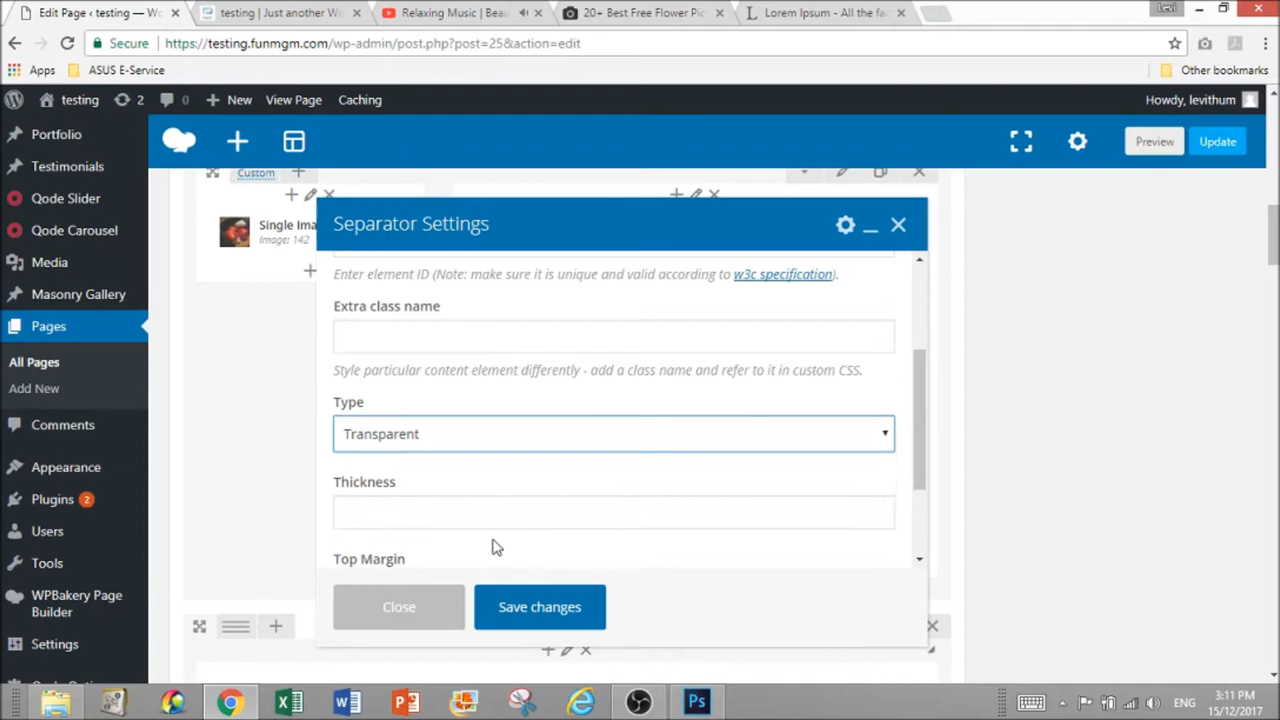 Edit Page ‹ testing — Wo
testing | Just another Wo
Relaxing Music | Beau
20+ Best Free Flower Pic
Lorem Ipsum - All the fa
Levi
Secure
https://testing.funmgm.com/wp-admin/post.php?post=25&action=edit
Apps
ASUS E-Service
Other bookmarks
testing
2
0
New
View Page
Caching
Howdy, levithum
Portfolio
Testimonials
Qode Slider
Qode Carousel
Media
Masonry Gallery
Pages
All Pages
Add New
Comments
Appearance
Plugins 2
Users
Tools
WPBakery Page
Builder
Settings
Preview
Update
Custom
Single Ima
Image: 142
Separator Settings
Enter element ID (Note: make sure it is unique and valid according to w3c specification).
Extra class name
Style particular content element differently - add a class name and refer to it in custom CSS.
Type
Transparent
Thickness
Top Margin
Close
Save changes
ENG
3:11 PM
15/12/2017